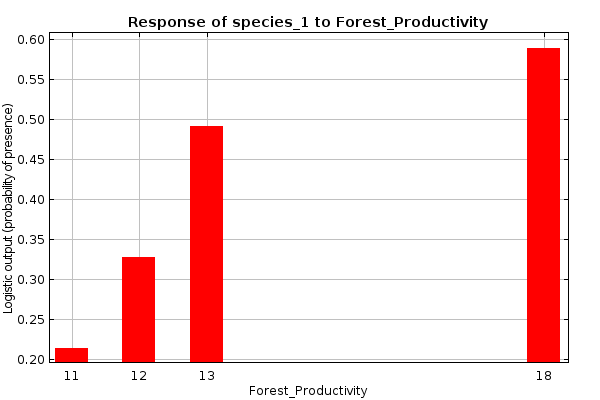 Response of species_1 to Forest_Productivity
Logistic output (probability of presence)
0.60
0.55
0.50
0.45
0.40
0.35
0.30
0.25
0.20
11 12 13 18
Forest_Productivity